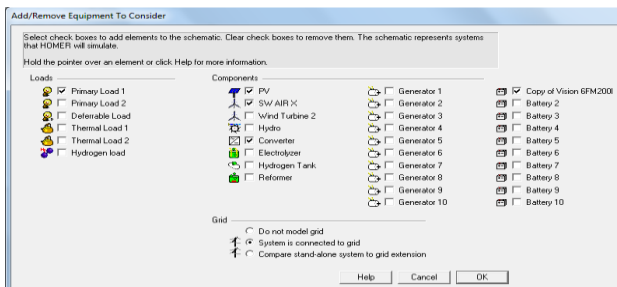 Add/Remove Equipment To Consider
Select check boxes to add elements to the schematic. Clear check boxes to remove them. The schematic represents systems
that HOMER will simulate.
Hold the pointer over an element or click Help for more information.
Loads
Primary Load 1
Primary Load 2
Deferrable Load
Thermal Load 1
Thermal Load 2
Hydrogen load
Components
PV
SW AIR X
Wind Turbine 2
Hydro
Converter
Electrolyzer
Hydrogen Tank
Reformer
Generator 1
Generator 2
Generator 3
Generator 4
Generator 5
Generator 6
Generator 7
Generator 8
Generator 9
Generator 10
Copy of Vision 6FM200I
Battery 2
Battery 3
Battery 4
Battery 5
Battery 6
Battery 7
Battery 8
Battery 9
Battery 10
Grid
Do not model grid
System is connected to grid
Compare stand-alone system to grid extension
Help
Cancel
OK